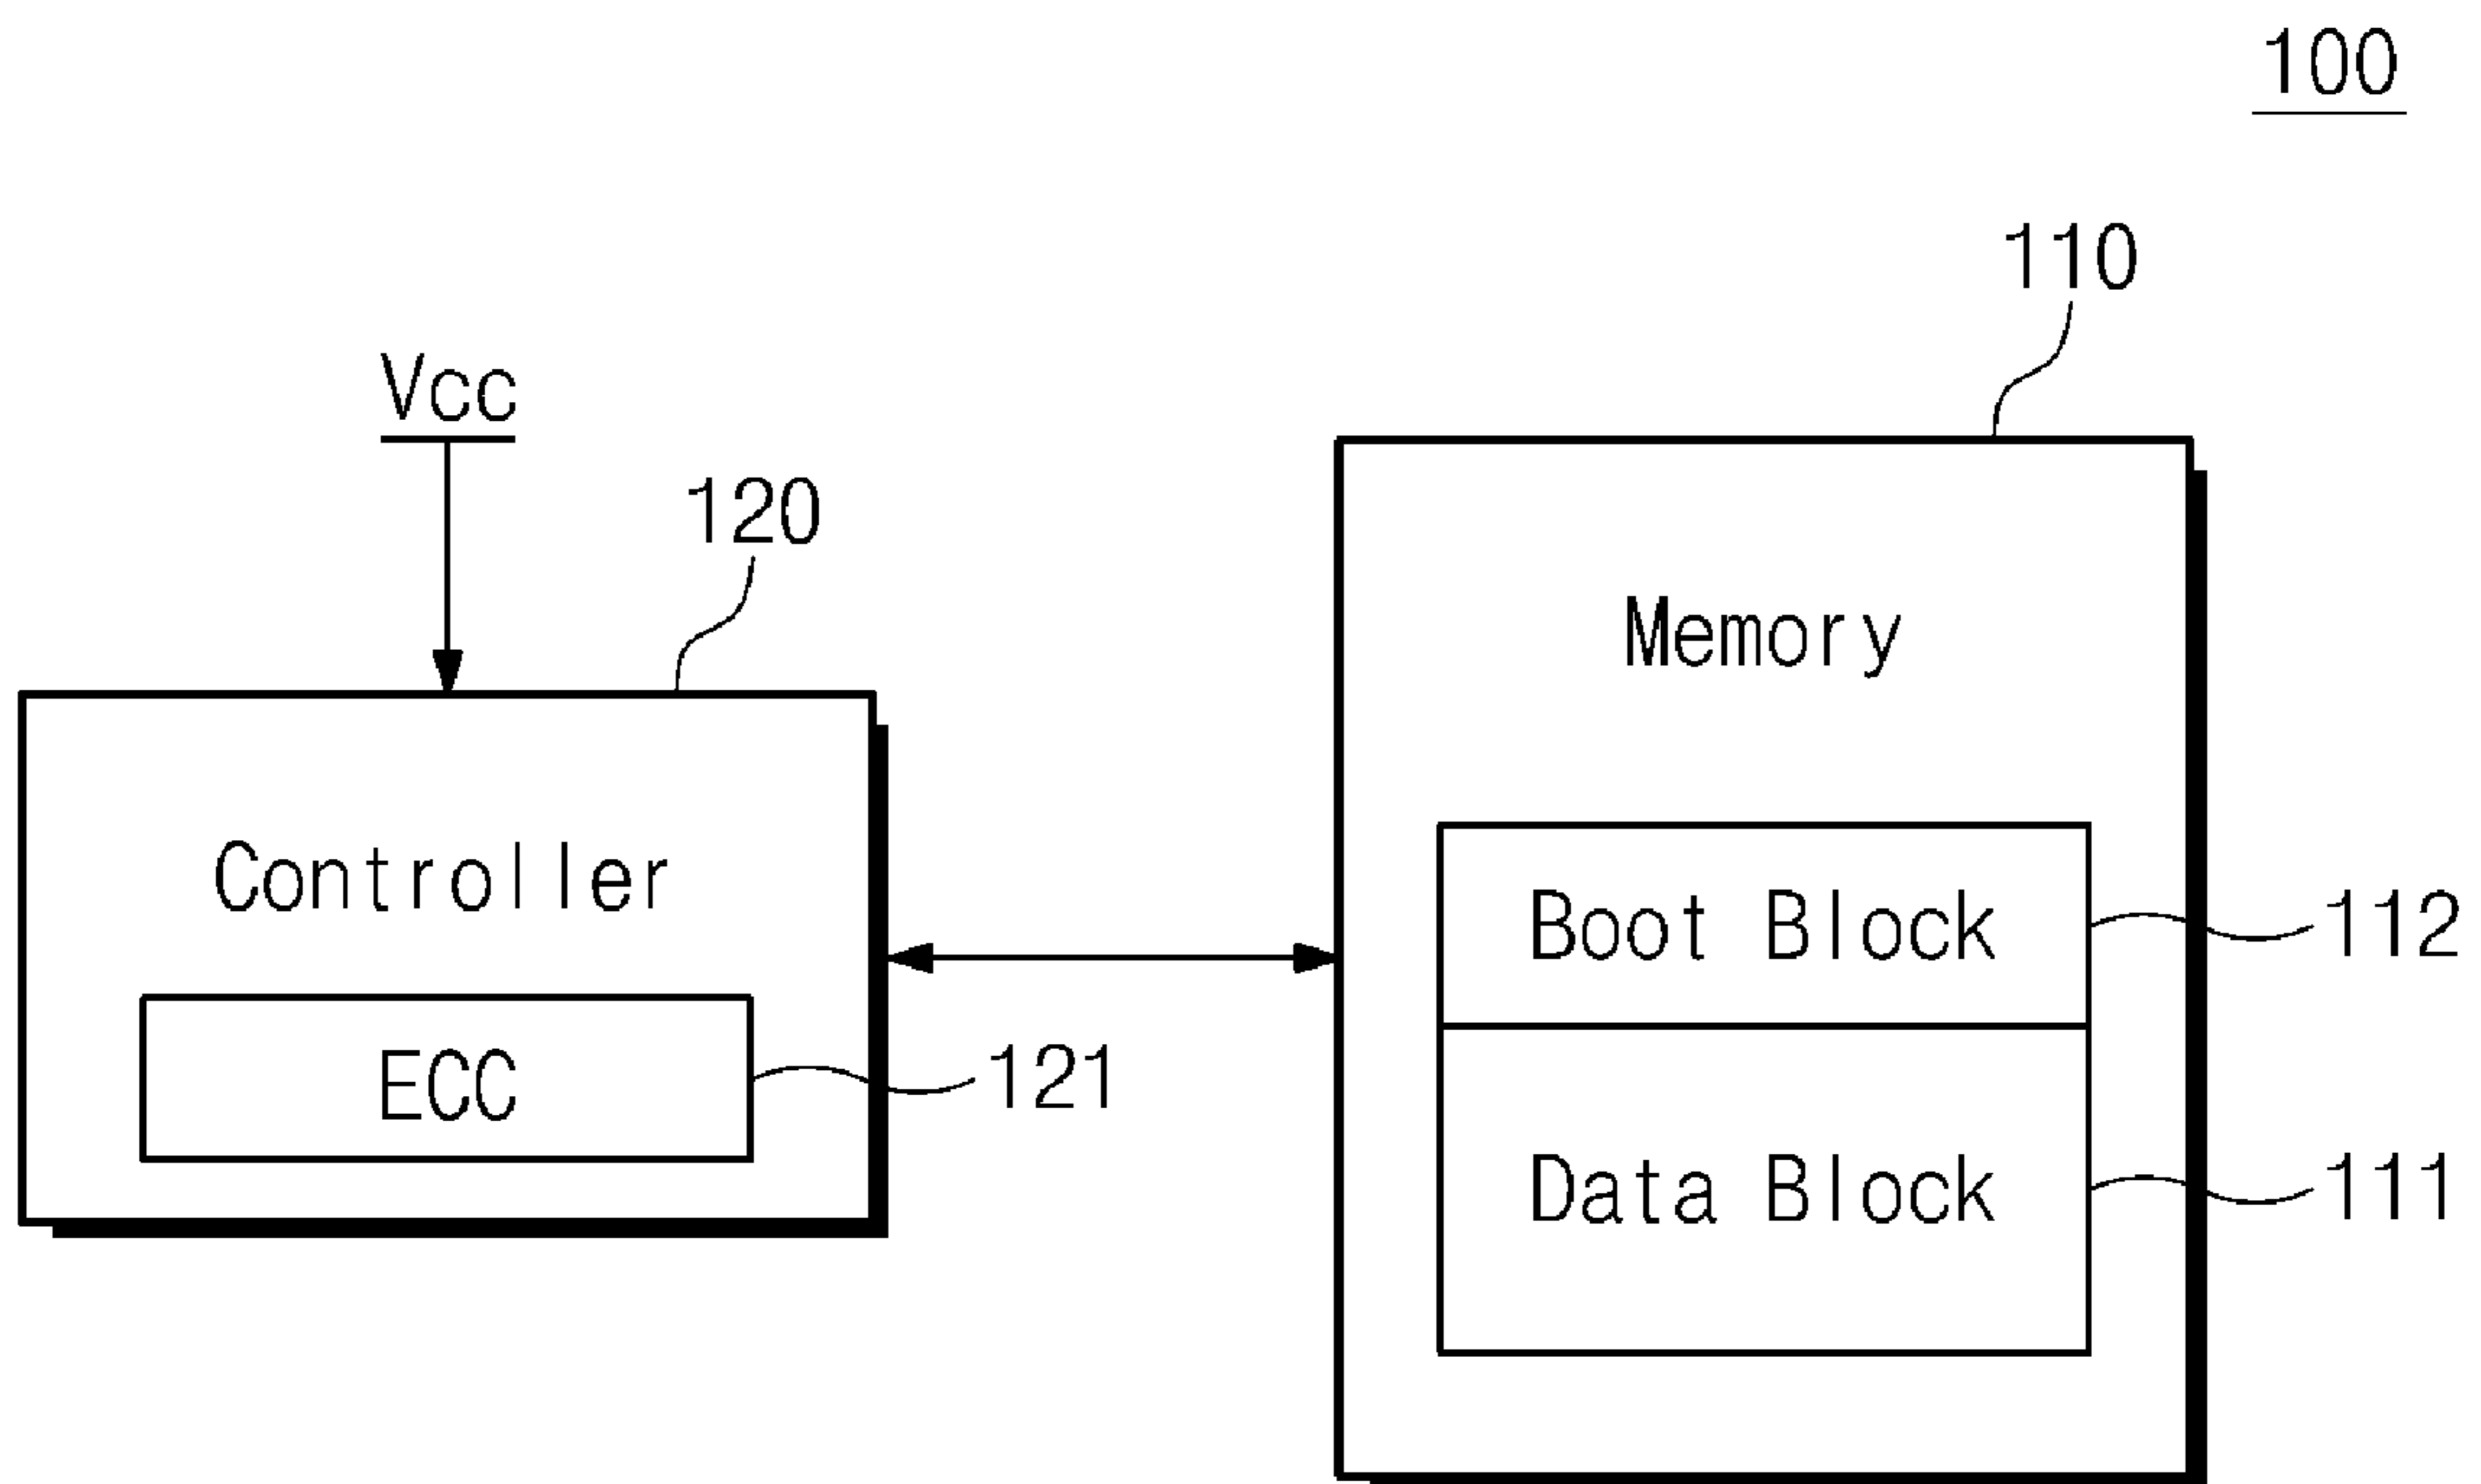 100
110
Vcc
120
Memory
Controller
Boot Block
112
ECC
121
Data Block
111